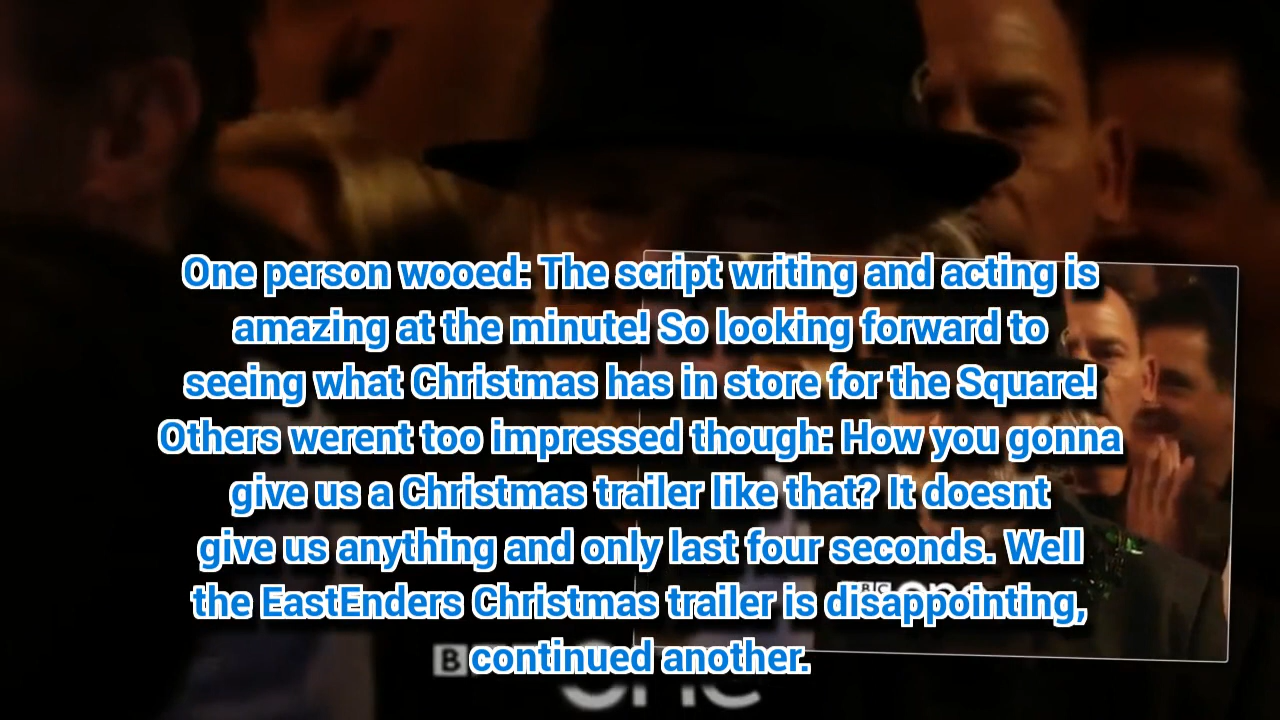 One person wooed: The script writing and acting is
amazing at the minute! So looking forward to
seeing what Christmas has in store for the Square!
Others werent too impressed though: How you gonna
give us a Christmas trailer like that? It doesnt
give us anything and only last four seconds. Well
the EastEnders Christmas trailer is disappointing,
continued another.
BBC one